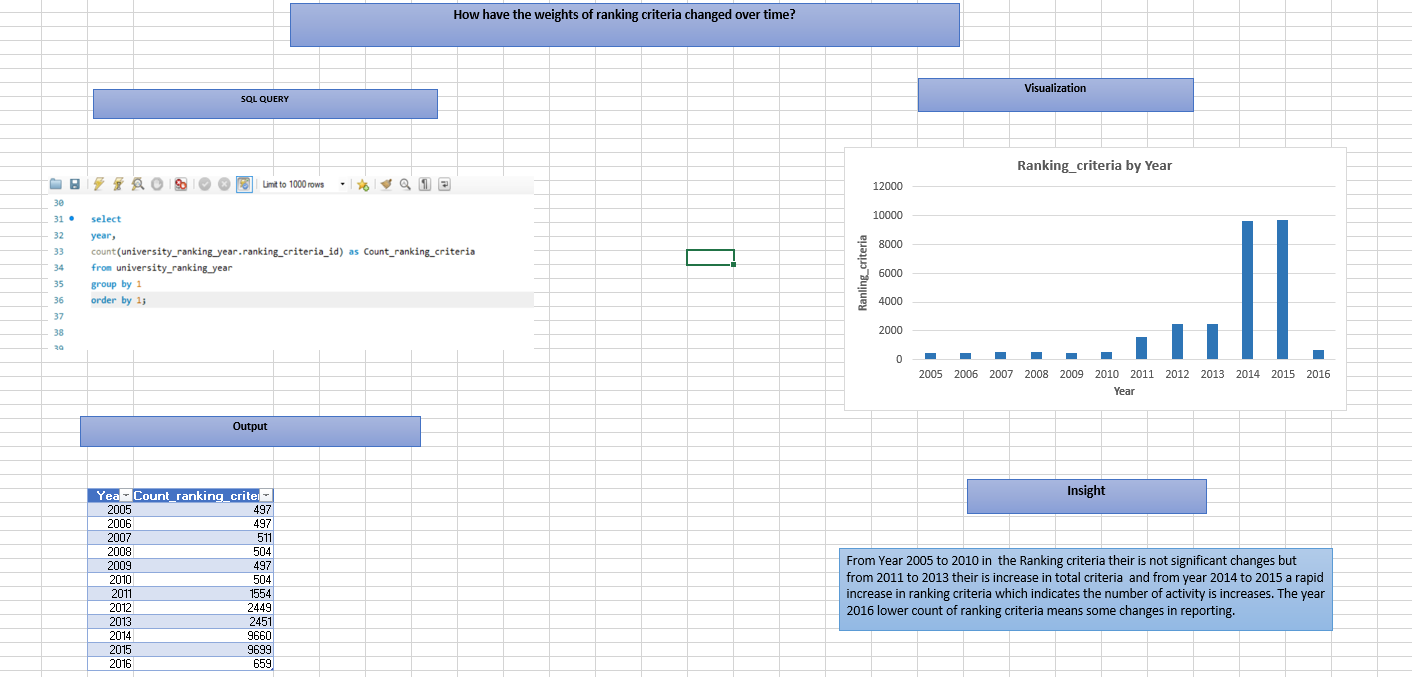 How have the weights of ranking criteria changed over time?
SQL QUERY
Limit to 1000 rows
30
31 select
32 year,
33 count(university_ranking_year.ranking_criteria_id) as Count_ranking_criteria
34 from university_ranking_year
35 group by 1
36 order by 1;
37
38
39
Output
Yea Count_ranking_criter
2005 497
2006 497
2007 511
2008 504
2009 497
2010 504
2011 1554
2012 2449
2013 2451
2014 9660
2015 9699
2016 659
Visualization
Ranking_criteria by Year
Ranling_criteria
12000
10000
8000
6000
4000
2000
0
2005 2006 2007 2008 2009 2010 2011 2012 2013 2014 2015 2016
Year
Insight
From Year 2005 to 2010 in the Ranking criteria their is not significant changes but
from 2011 to 2013 their is increase in total criteria and from year 2014 to 2015 a rapid
increase in ranking criteria which indicates the number of activity is increases. The year
2016 lower count of ranking criteria means some changes in reporting.